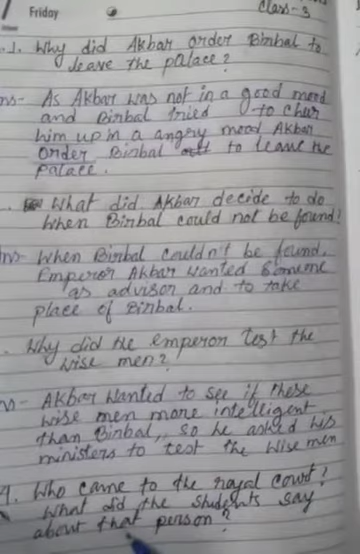 Friday
Class-3
1. Why did Akbar order Birbal to
leave the palace?
ns- As Akbar was not in a good mood
and Birbal tried to cher
him up in a angry mood Akbar
order Birbal to leave the
palace.
What did Akbar decide to do
when Birbal could not be found?
Ans- When Birbal couldn't be found.
Emperor Akbar wanted
as advisor and to take
place of Birbal.
. Why did the emperor test the
wise men?
ns- Akbar wanted to see if these
wise men more intelligent
than Birbal, so he asked his
ministers to test the wise men
4. Who came to the royal court?
What did the students say
about that person?